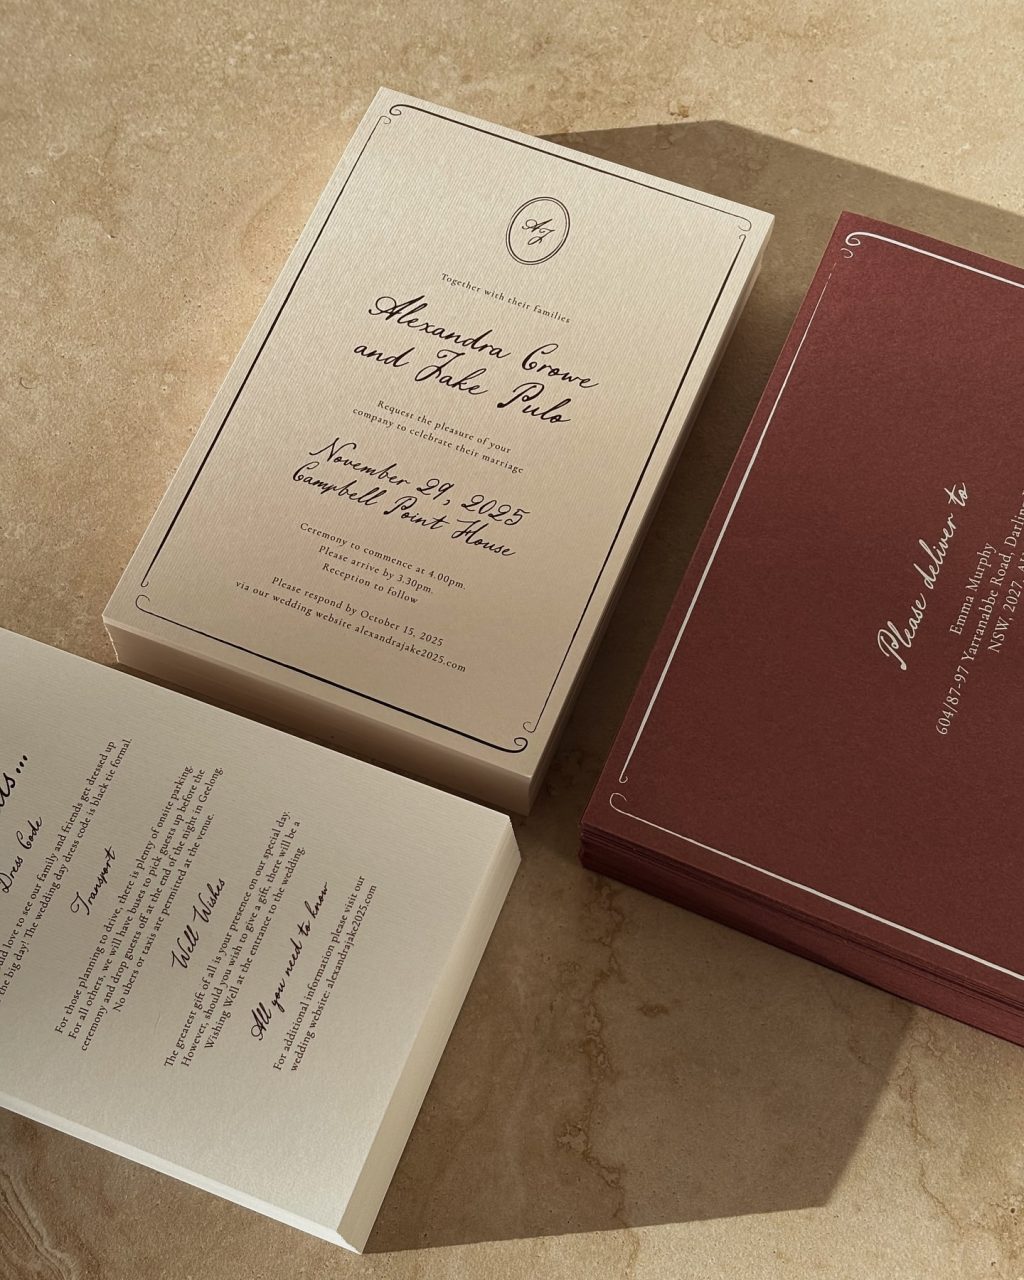 AJ
Together with their families
Alexandra Crowe
and Jake Pulo
Request the pleasure of your
company to celebrate their marriage
November 29, 2025
Campbell Point House
Ceremony to commence at 4.00pm.
Please arrive by 3.30pm.
Reception to follow
Please respond by October 15, 2025
via our wedding website alexandrajake2025.com
Please deliver to
Emma Murphy
604/87-97 Yarranabbe Road, Darling
NSW, 2027, A
Dress Code
love to see our family and friends get dressed up
the big day! The wedding day dress code is black tie formal.
Transport
For those planning to drive, there is plenty of onsite parking.
For all others, we will have buses to pick guests up before the
ceremony and drop guests off at the end of the night in Geelong.
No ubers or taxis are permitted at the venue.
Well Wishes
The greatest gift of all is your presence on our special day.
However, should you wish to give a gift, there will be a
Wishing Well at the entrance to the wedding.
All you need to know
For additional information please visit our
wedding website: alexandrajake2025.com